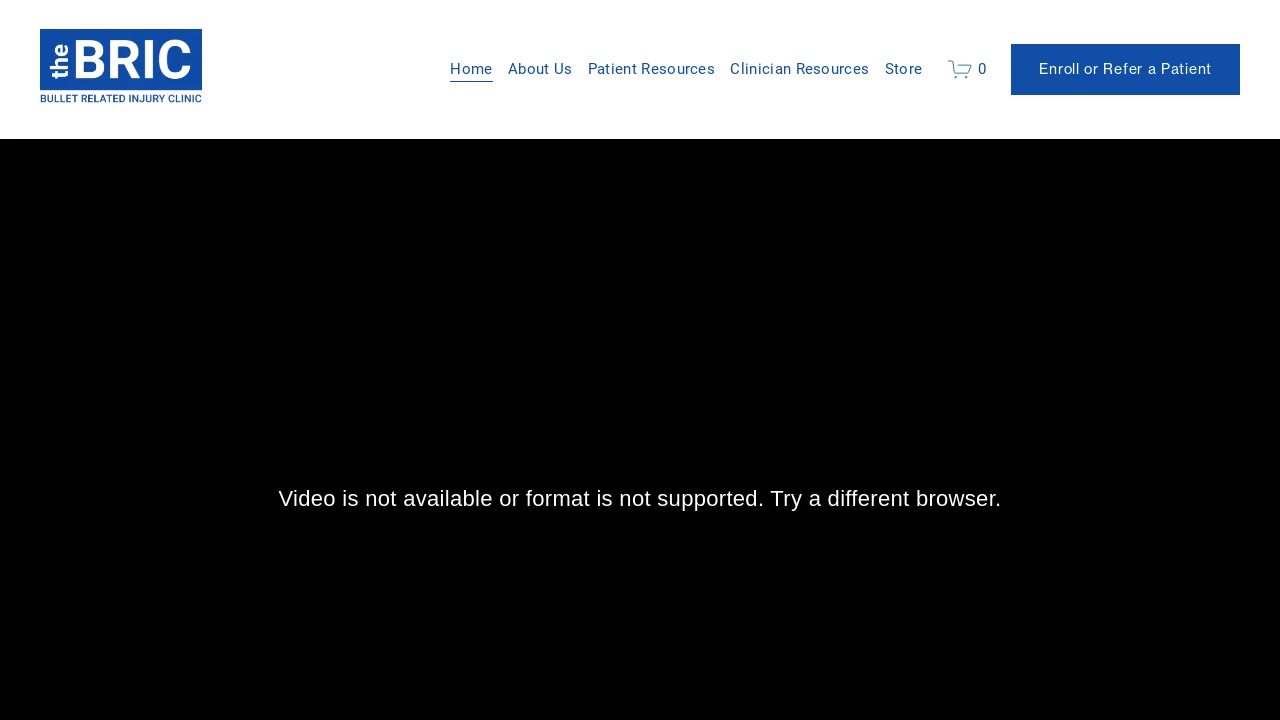 the BRIC
BULLET RELATED INJURY CLINIC
Home About Us Patient Resources Clinician Resources Store 0 Enroll or Refer a Patient
Video is not available or format is not supported. Try a different browser.